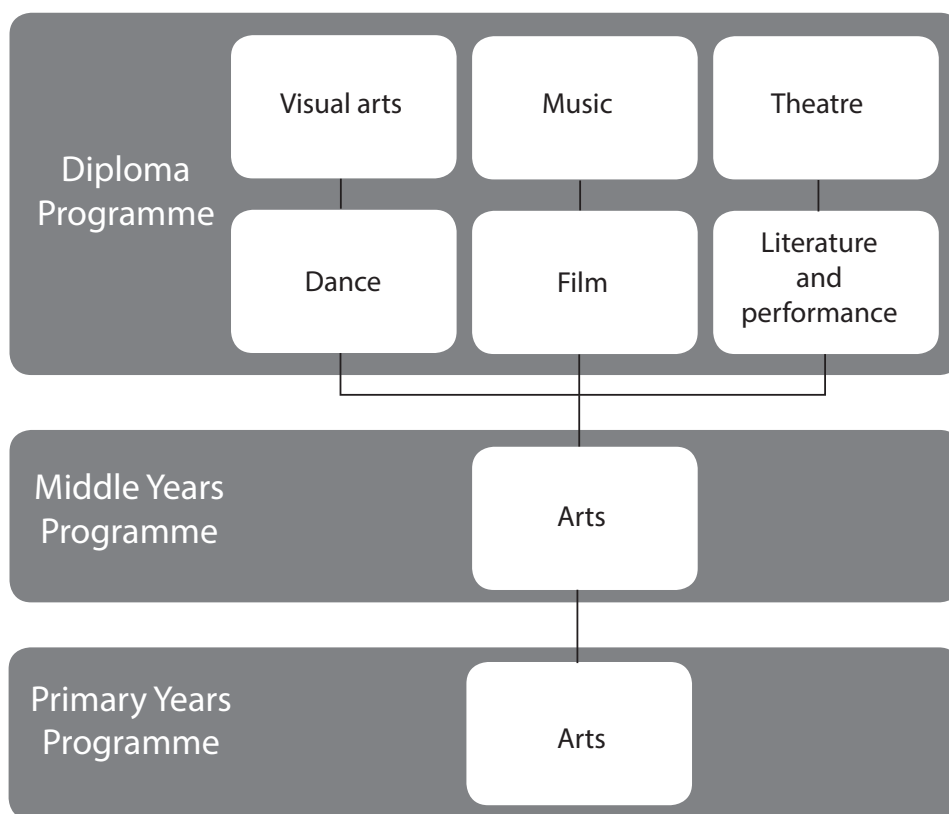 Visual arts
Music
Theatre
Diploma
Programme
Dance
Film
Literature
and
performance
Middle Years
Programme
Arts
Primary Years
Programme
Arts